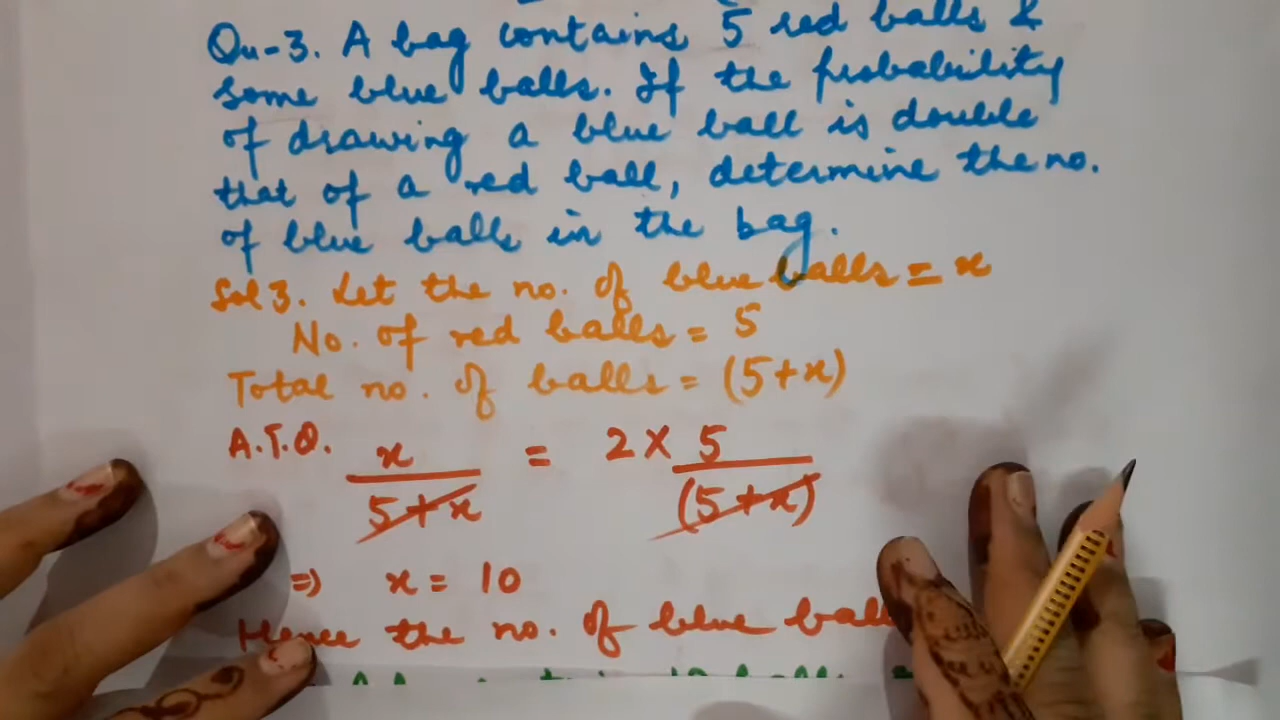 Qu-3. A bag contains 5 red balls &
some blue balls. If the probability
of drawing a blue ball is double
that of a red ball, determine the no.
of blue balls in the bag.
Sol 3. Let the no. of blue balls = x
No. of red balls = 5
Total no. of balls = (5+x)
A.T.Q. x/5+x = 2 X 5/(5+x)
⇒ x = 10
Hence the no. of blue ball